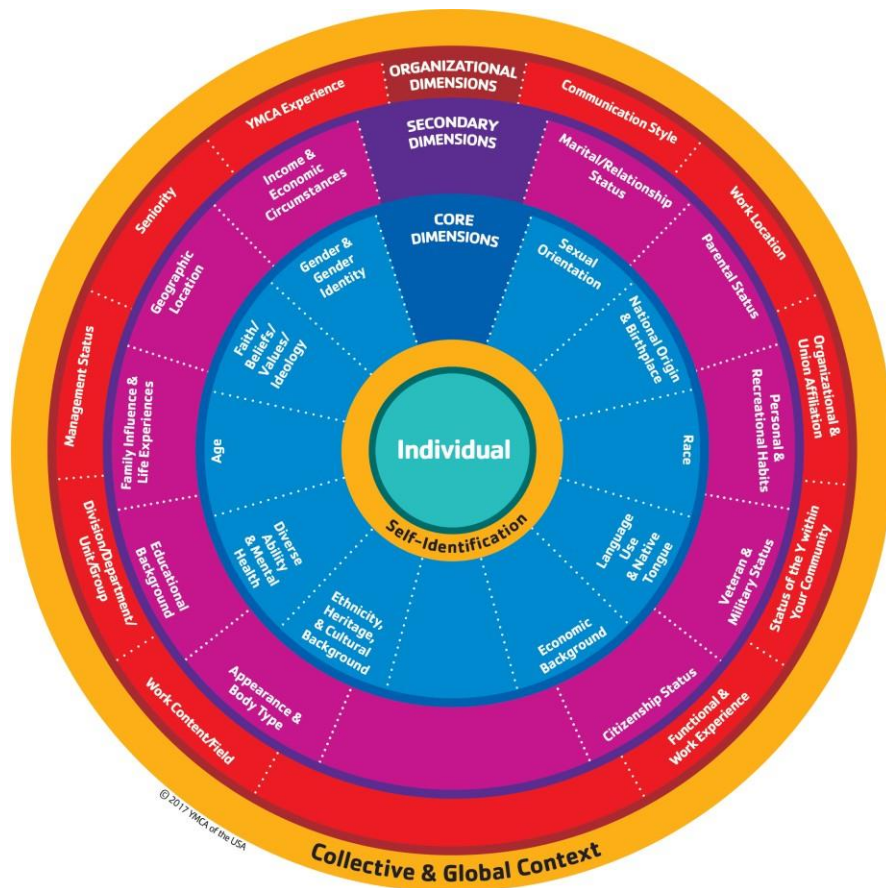 ORGANIZATIONAL
DIMENSIONS
Communication Style
Work Location
Organizational &
Union Affiliation
Status of the Y within
Your Community
Functional &
Work Experience
Work Content/Field
Division/Department/
Unit/Group
Management Status
Seniority
YMCA Experience
SECONDARY
DIMENSIONS
Marital/Relationship
Status
Parental Status
Personal &
Recreational Habits
Veteran &
Military Status
Citizenship Status
Appearance &
Body Type
Educational
Background
Family Influence &
Life Experiences
Geographic
Location
Income &
Economic
Circumstances
CORE
DIMENSIONS
Sexual
Orientation
National Origin
& Birthplace
Race
Language
Use
& Native
Tongue
Economic
Background
Ethnicity,
Heritage,
& Cultural
Background
Diverse
Ability
& Mental
Health
Age
Faith/
Beliefs/
Values/
Ideology
Gender &
Gender
Identity
Individual
Self-Identification
© 2017 YMCA of the USA
Collective & Global Context